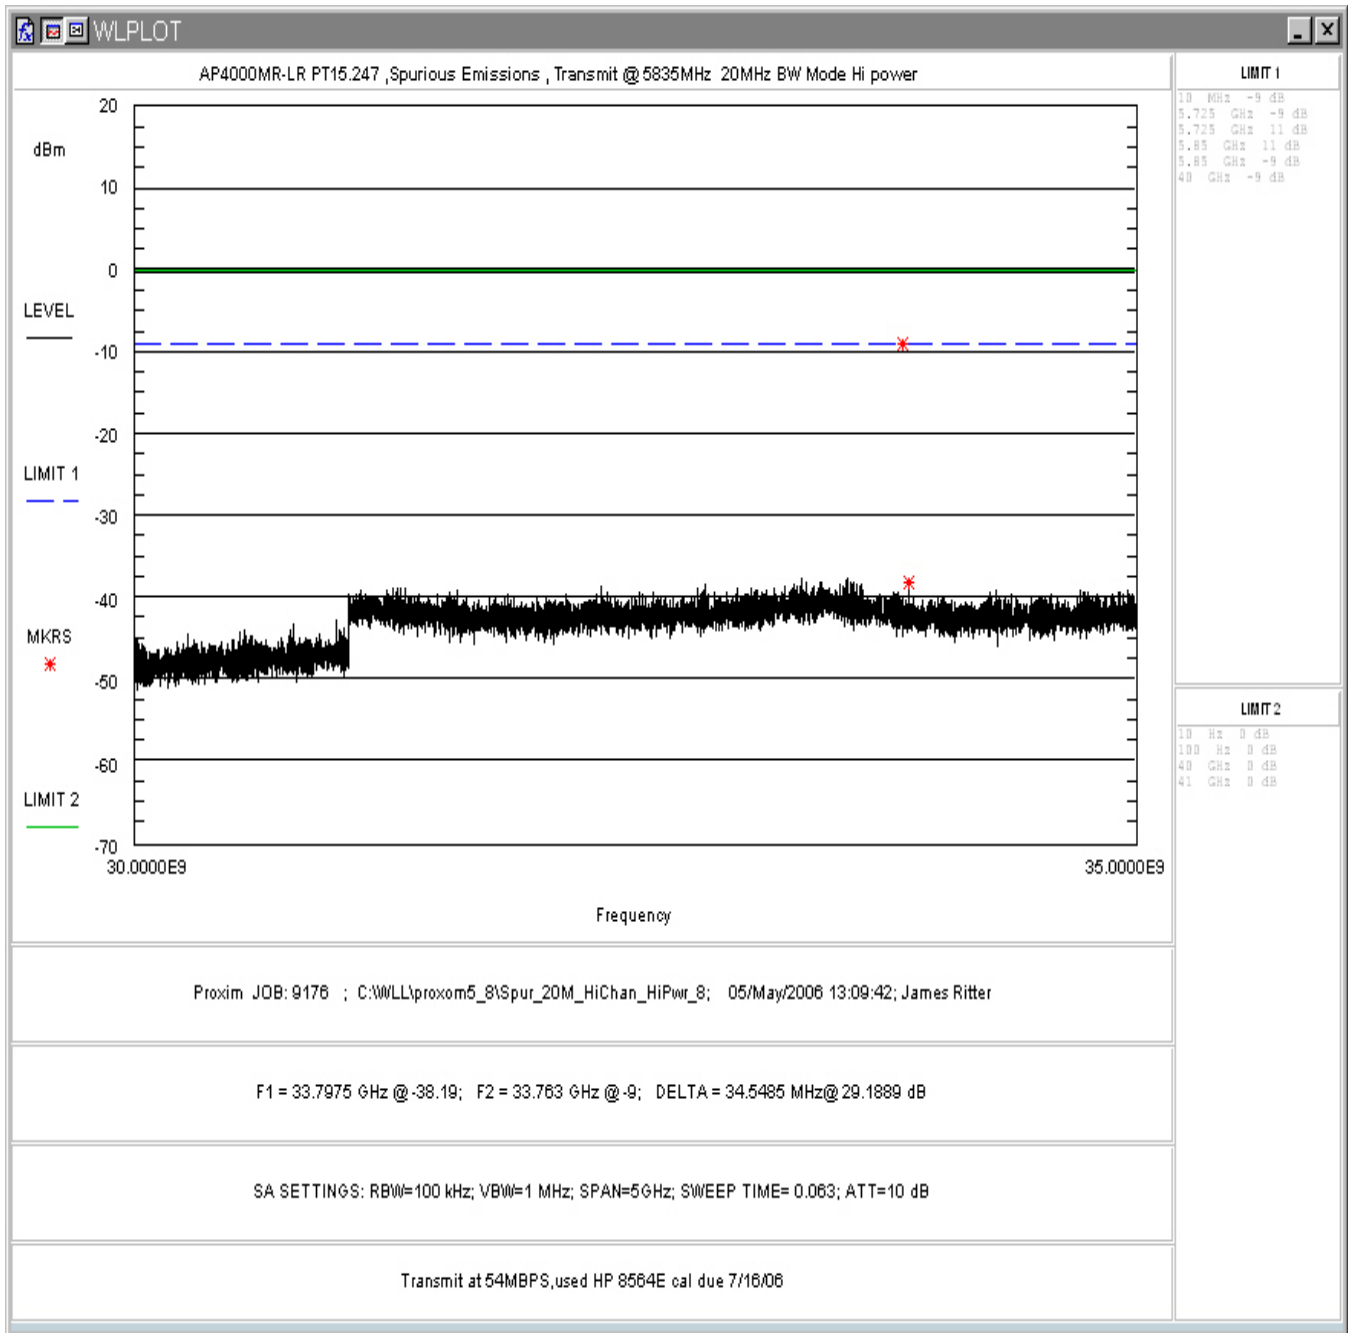 WLPLOT
AP4000MR-LR PT15.247 ,Spurious Emissions , Transmit @ 5835MHz 20MHz BW Mode Hi power
20
dBm
10
0
LEVEL
-10
-20
LIMIT 1
-30
-40
MKRS
-50
-60
LIMIT 2
-70
30.0000E9
35.0000E9
Frequency
LIMIT 1
10 MHz -9 dB
5.725 GHz -9 dB
5.725 GHz 11 dB
5.85 GHz 11 dB
5.85 GHz -9 dB
40 GHz -9 dB
LIMIT 2
10 Hz 0 dB
100 Hz 0 dB
40 GHz 0 dB
41 GHz 0 dB
Proxim JOB: 9176 ; C:\WLL\proxom5_8\Spur_20M_HiChan_HiPwr_8; 05/May/2006 13:09:42; James Ritter
F1 = 33.7975 GHz @ -38.19; F2 = 33.763 GHz @ -9; DELTA = 34.5485 MHz@ 29.1889 dB
SA SETTINGS: RBW=100 kHz; VBW=1 MHz; SPAN=5GHz; SWEEP TIME= 0.063; ATT=10 dB
Transmit at 54MBPS,used HP 8564E cal due 7/16/06